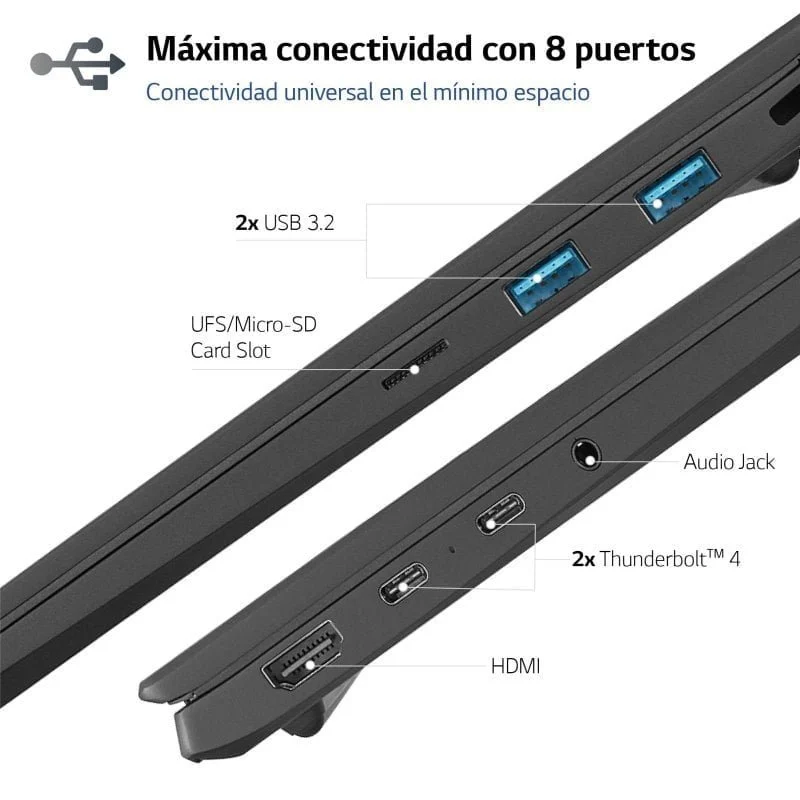 Máxima conectividad con 8 puertos
Conectividad universal en el mínimo espacio
2x USB 3.2
UFS/Micro-SD
Card Slot
Audio Jack
2x Thunderbolt™ 4
HDMI